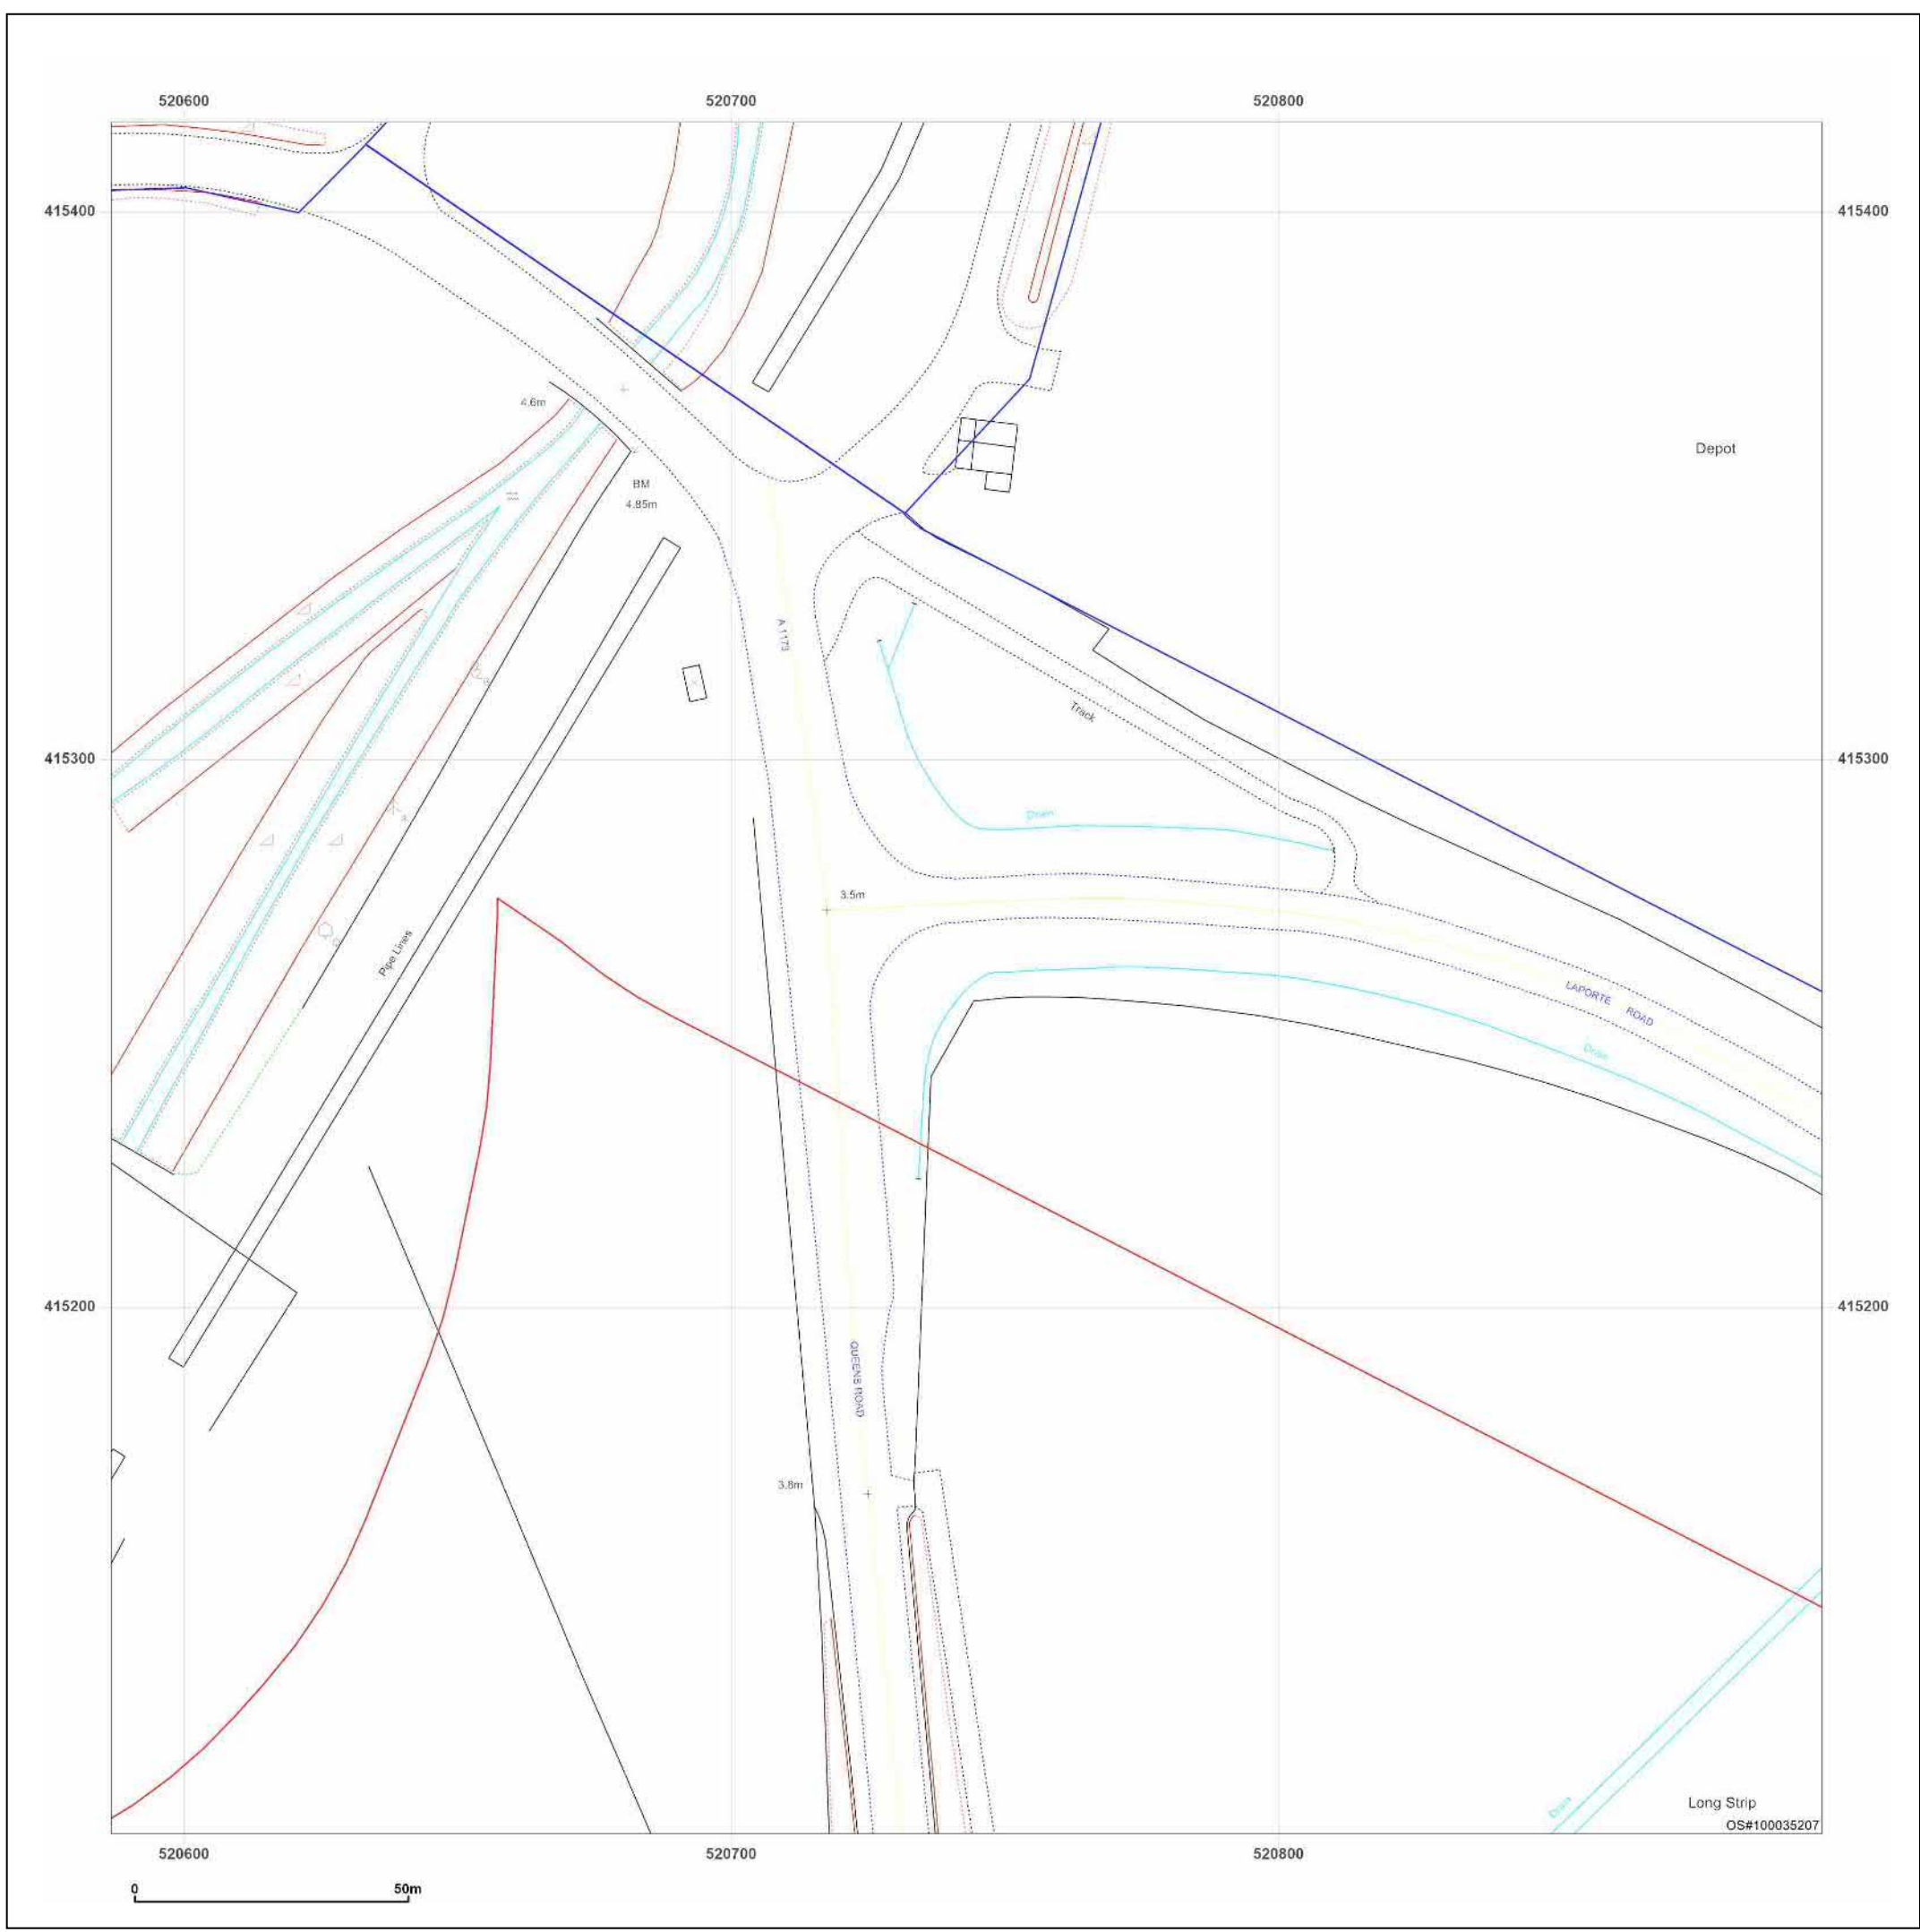 520600 520700 520800
415400 415400
4.6m
Depot
BM
4.85m
A 1173
Track
415300 415300
Drain
3.5m
Pipe Lines
LAPORTE ROAD
Drain
415200 415200
QUEENS ROAD
3.8m
Drain
Long Strip
OS#100035207
520600 520700 520800
0 50m